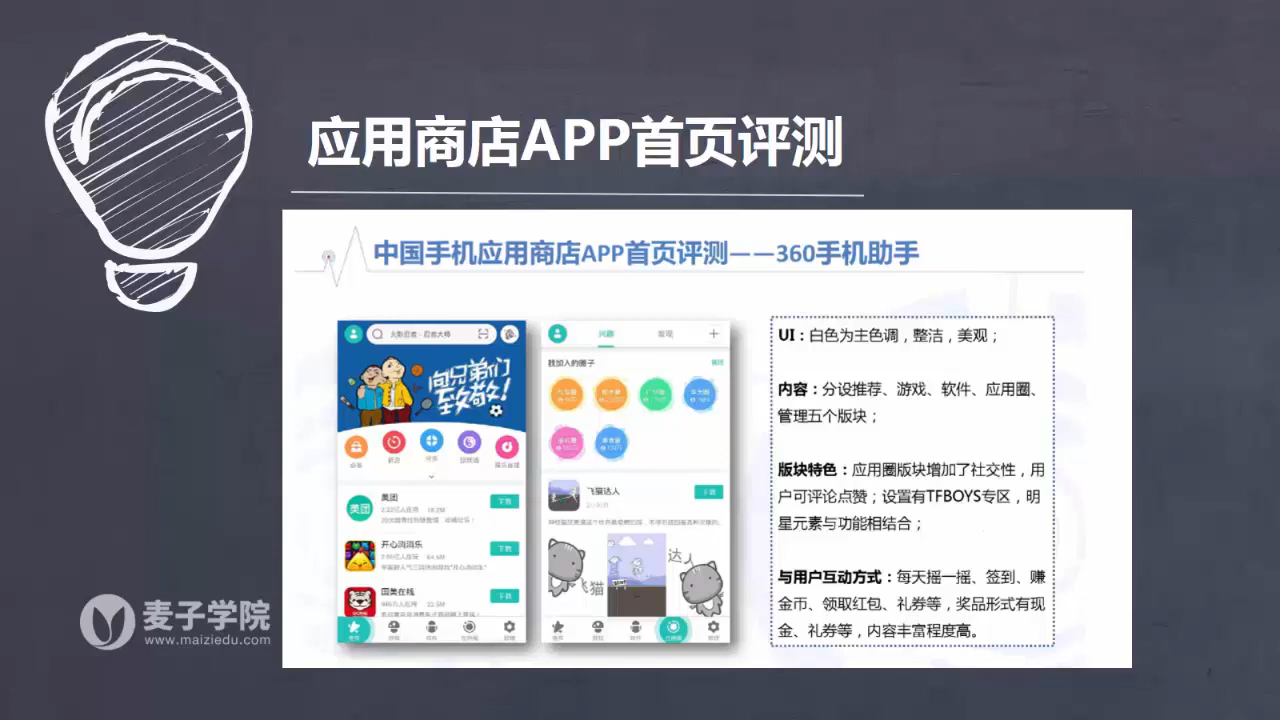 应用商店APP首页评测
中国手机应用商店APP首页评测——360手机助手
兴趣
发现
我加入的圈子
向兄弟们
至敬!
美团
美团
下载
开心消消乐
下载
国美在线
下载
飞猫达人
下载
飞猫
达人
UI：白色为主色调，整洁，美观；
内容：分设推荐、游戏、软件、应用圈、
管理五个版块；
版块特色：应用圈版块增加了社交性，用
户可评论点赞；设置有TFBOYS专区，明
星元素与功能相结合；
与用户互动方式：每天摇一摇、签到、赚
金币、领取红包、礼券等，奖品形式有现
金、礼券等，内容丰富程度高。
麦子学院
www.maiziedu.com